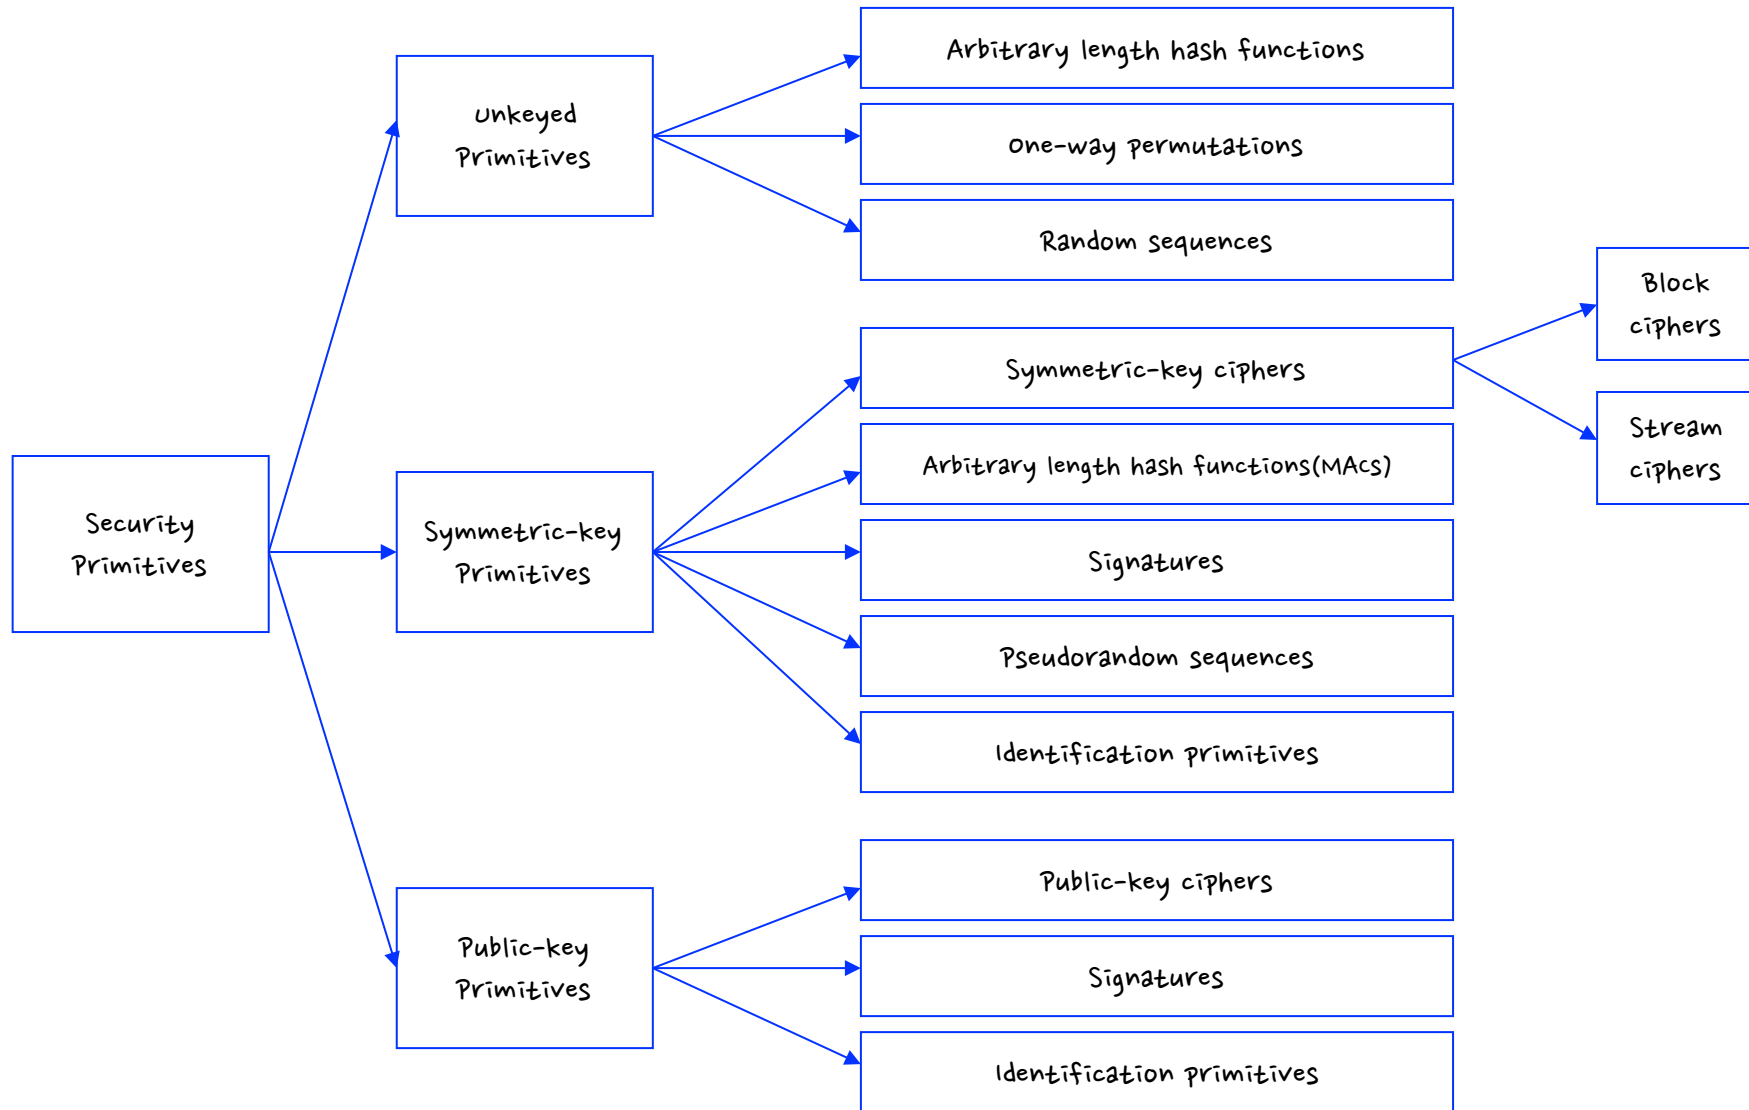 Security
Primitives
Unkeyed
Primitives
Symmetric-key
Primitives
Public-key
Primitives
Arbitrary length hash functions
One-way permutations
Random sequences
Symmetric-key ciphers
Arbitrary length hash functions(MACs)
Signatures
Pseudorandom sequences
Identification primitives
Public-key ciphers
Signatures
Identification primitives
Block
ciphers
Stream
ciphers